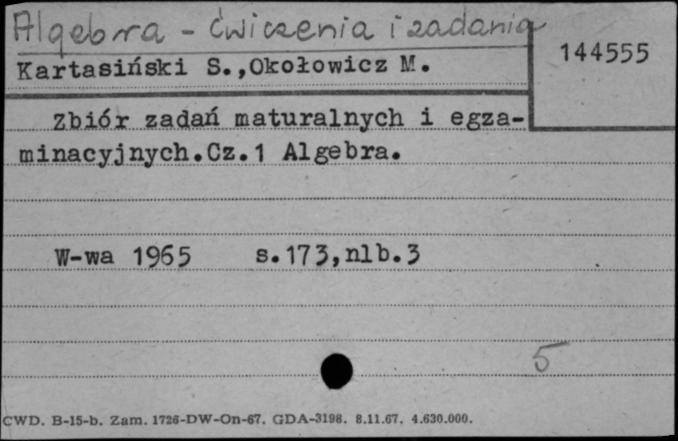 Algebra - ćwiczenia i zadania
144555
Kartasiński S.,Okołowicz M.
Zbiór zadań maturalnych i egza-
minacyjnych.Cz.1 Algebra.
W-wa 1965 s.173,nlb.3
5
CWD. B-15-b. Zam. 1726-DW-On-67. GDA-3198. 8.11.67. 4.630.000.